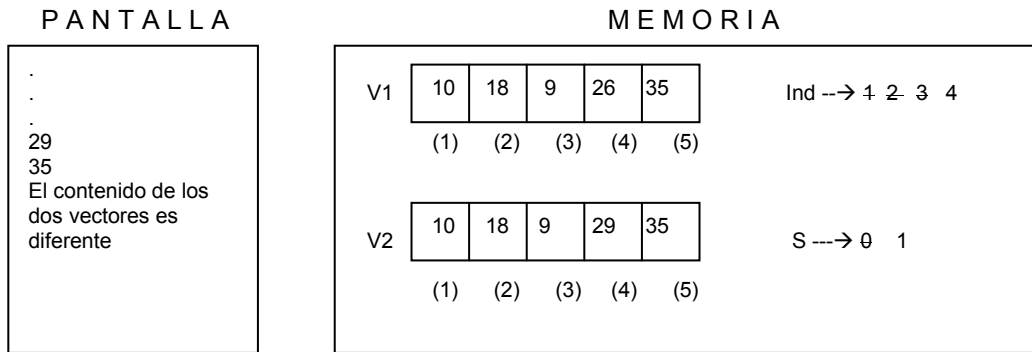 P A N T A L L A
M E M O R I A
.
.
.
29
35
El contenido de los
dos vectores es
diferente
V1 10 18 9 26 35 Ind --→ 1 2 3 4
(1) (2) (3) (4) (5)
V2 10 18 9 29 35 S ---→ 0 1
(1) (2) (3) (4) (5)